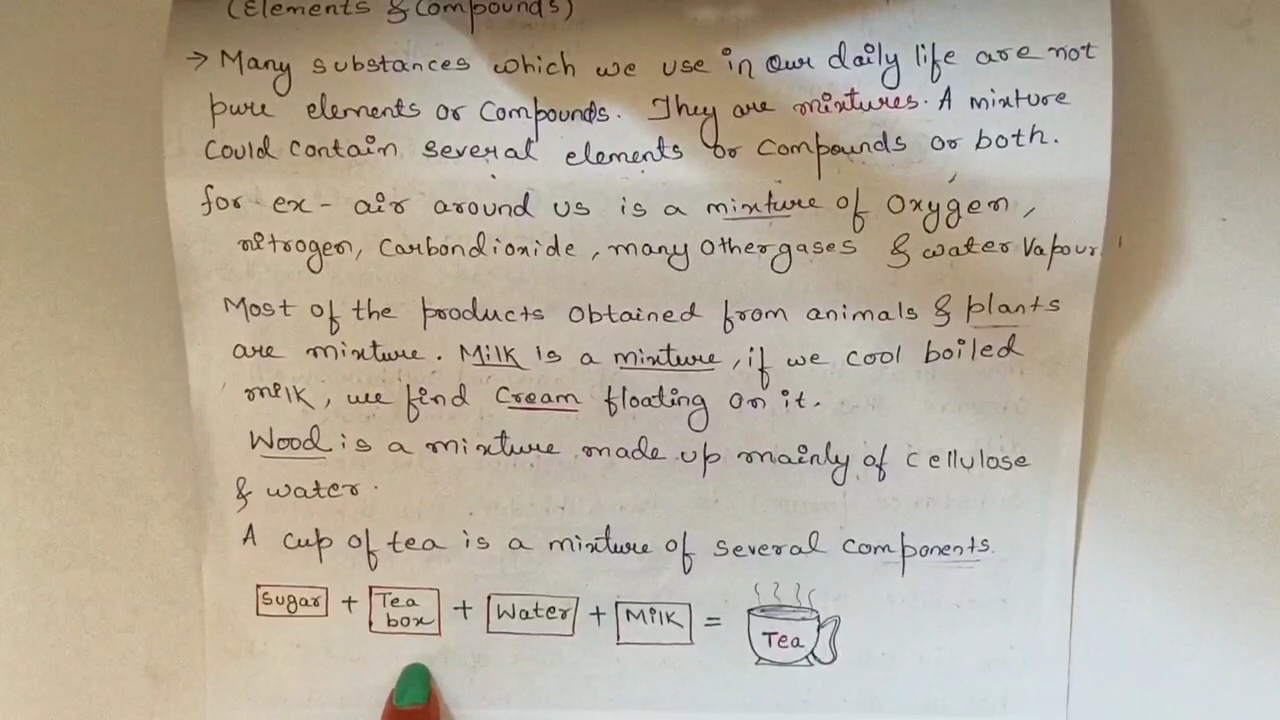 (Elements & Compounds)
→ Many substances which we use in our daily life are not
pure elements or compounds. They are mixtures. A mixture
could contain several elements or compounds or both.
for ex- air around us is a mixture of oxygen,
nitrogen, carbondioxide, many other gases & water vapour
Most of the products obtained from animals & plants
are mixture. Milk is a mixture, if we cool boiled
milk, we find cream floating on it.
Wood is a mixture made up mainly of cellulose
& water.
A cup of tea is a mixture of several components.
Sugar + Tea box + Water + Milk = Tea